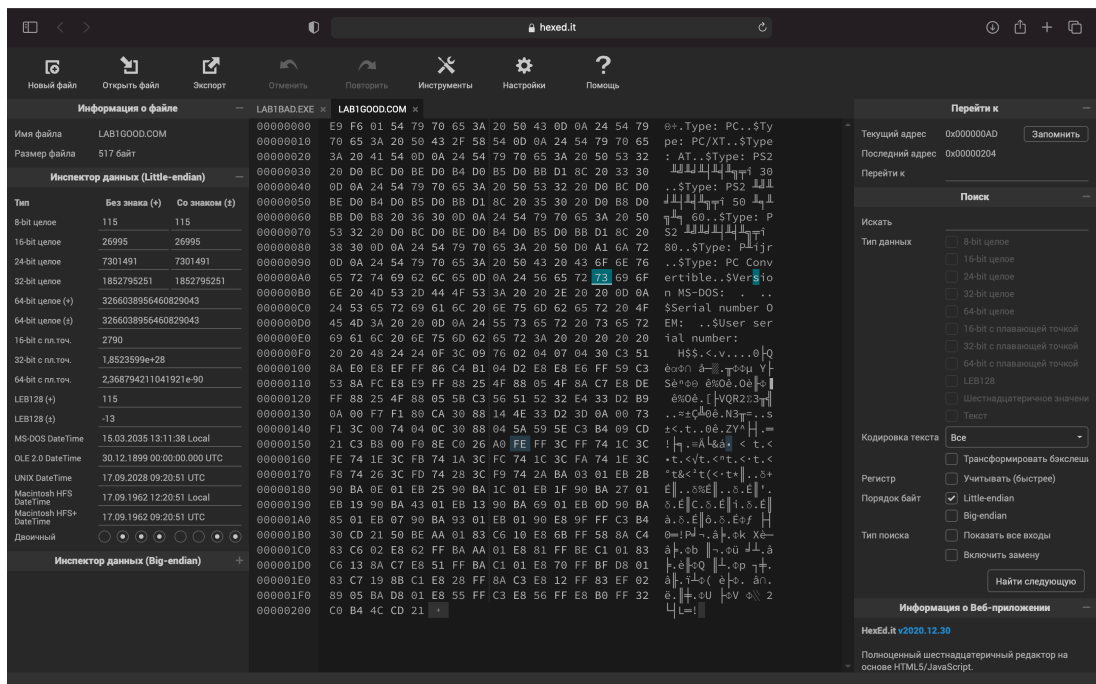 hexed.it
Новый файл
Открыть файл
Экспорт
Отменить
Повторить
Инструменты
Настройки
Помощь
Информация о файле
Имя файла LAB1GOOD.COM
Размер файла 517 байт
Инспектор данных (Little-endian)
Тип Без знака (+) Со знаком (±)
8-bit целое 115 115
16-bit целое 26995 26995
24-bit целое 7301491 7301491
32-bit целое 1852795251 1852795251
64-bit целое (+) 3266038956460829043
64-bit целое (±) 3266038956460829043
16-bit с пл.точ. 2790
32-bit с пл.точ. 1,8523599e+28
64-bit с пл.точ. 2,368794211041921e-90
LEB128 (+) 115
LEB128 (±) -13
MS-DOS DateTime 15.03.2035 13:11:38 Local
OLE 2.0 DateTime 30.12.1899 00:00:00.000 UTC
UNIX DateTime 17.09.2028 09:20:51 UTC
Macintosh HFS
DateTime 17.09.1962 12:20:51 Local
Macintosh HFS+
DateTime 17.09.1962 09:20:51 UTC
Двоичный
Инспектор данных (Big-endian)
LAB1BAD.EXE × LAB1GOOD.COM ×
00000000 E9 F6 01 54 79 70 65 3A 20 50 43 0D 0A 24 54 79 Θ÷.Type: PC..$Ty
00000010 70 65 3A 20 50 43 2F 58 54 0D 0A 24 54 79 70 65 pe: PC/XT..$Type
00000020 3A 20 41 54 0D 0A 24 54 79 70 65 3A 20 50 53 32 : AT..$Type: PS2
00000030 20 D0 BC D0 BE D0 B4 D0 B5 D0 BB D1 8C 20 33 30
00000040 0D 0A 24 54 79 70 65 3A 20 50 53 32 20 D0 BC D0
00000050 BE D0 B4 D0 B5 D0 BB D1 8C 20 35 30 20 D0 B8 D0
00000060 BB D0 B8 20 36 30 0D 0A 24 54 79 70 65 3A 20 50
00000070 53 32 20 D0 BC D0 BE D0 B4 D0 B5 D0 BB D1 8C 20
00000080 38 30 0D 0A 24 54 79 70 65 3A 20 50 D0 A1 6A 72
00000090 0D 0A 24 54 79 70 65 3A 20 50 43 20 43 6F 6E 76 ..$Type: PC Conv
000000A0 65 72 74 69 62 6C 65 0D 0A 24 56 65 72 73 69 6F ertible..$Versio
000000B0 6E 20 4D 53 2D 44 4F 53 3A 20 20 2E 20 20 0D 0A n MS-DOS:  .  ..
000000C0 24 53 65 72 69 61 6C 20 6E 75 6D 62 65 72 20 4F $Serial number O
000000D0 45 4D 3A 20 20 0D 0A 24 55 73 65 72 20 73 65 72 EM:  ..$User ser
000000E0 69 61 6C 20 6E 75 6D 62 65 72 3A 20 20 20 20 20 ial number:
000000F0 20 20 48 24 24 0F 3C 09 76 02 04 07 04 30 C3 51
00000100 8A E0 E8 EF FF 86 C4 B1 04 D2 E8 E8 E6 FF 59 C3
00000110 53 8A FC E8 E9 FF 88 25 4F 88 05 4F 8A C7 E8 DE
00000120 FF 88 25 4F 88 05 5B C3 56 51 52 32 E4 33 D2 B9
00000130 0A 00 F7 F1 80 CA 30 88 14 4E 33 D2 3D 0A 00 73
00000140 F1 3C 00 74 04 0C 30 88 04 5A 59 5E C3 B4 09 CD
00000150 21 C3 B8 00 F0 8E C0 26 A0 FE FF 3C FF 74 1C 3C
00000160 FE 74 1E 3C FB 74 1A 3C FC 74 1C 3C FA 74 1E 3C
00000170 F8 74 26 3C FD 74 28 3C F9 74 2A BA 03 01 EB 2B
00000180 90 BA 0E 01 EB 25 90 BA 1C 01 EB 1F 90 BA 27 01
00000190 EB 19 90 BA 43 01 EB 13 90 BA 69 01 EB 0D 90 BA
000001A0 85 01 EB 07 90 BA 93 01 EB 01 90 E8 9F FF C3 B4
000001B0 30 CD 21 50 BE AA 01 83 C6 10 E8 6B FF 58 8A C4
000001C0 83 C6 02 E8 62 FF BA AA 01 E8 81 FF BE C1 01 83
000001D0 C6 13 8A C7 E8 51 FF BA C1 01 E8 70 FF BF D8 01
000001E0 83 C7 19 8B C1 E8 28 FF 8A C3 E8 12 FF 83 EF 02
000001F0 89 05 BA D8 01 E8 55 FF C3 E8 56 FF E8 B0 FF 32
00000200 C0 B4 4C CD 21
Перейти к
Текущий адрес 0x000000AD Запомнить
Последний адрес 0x00000204
Перейти к
Поиск
Искать
Тип данных 8-bit целое
16-bit целое
24-bit целое
32-bit целое
64-bit целое
16-bit с плавающей точкой
32-bit с плавающей точкой
64-bit с плавающей точкой
LEB128
Шестнадцатеричное значени
Текст
Кодировка текста Все
Трансформировать бэкслеш
Регистр Учитывать (быстрее)
Порядок байт Little-endian
Big-endian
Тип поиска Показать все входы
Включить замену
Найти следующую
Информация о Веб-приложении
HexEd.it v2020.12.30
Полноценный шестнадцатеричный редактор на
основе HTML5/JavaScript.